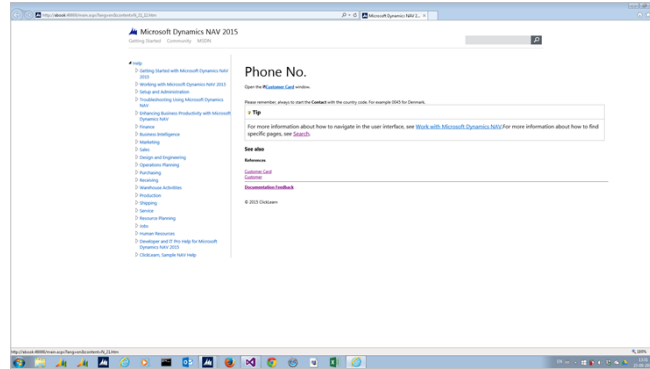 Microsoft Dynamics NAV 2...
Microsoft Dynamics NAV 2015
Getting Started Community MSDN
Help
Getting Started with Microsoft Dynamics NAV
2015
Working with Microsoft Dynamics NAV 2015
Setup and Administration
Troubleshooting Using Microsoft Dynamics
NAV
Enhancing Business Productivity with Microsoft
Dynamics NAV
Finance
Business Intelligence
Marketing
Sales
Design and Engineering
Operations Planning
Purchasing
Receiving
Warehouse Activities
Production
Shipping
Service
Resource Planning
Jobs
Human Resources
Developer and IT Pro Help for Microsoft
Dynamics NAV 2015
ClickLearn, Sample NAV Help
Phone No.
Open the Customer Card window.
Please remember, always to start the Contact with the country code. For example 0045 for Denmark.
Tip
For more information about how to navigate in the user interface, see Work with Microsoft Dynamics NAV.For more information about how to find
specific pages, see Search.
See also
References
Customer Card
Customer
Documentation Feedback
© 2015 ClickLearn
100%